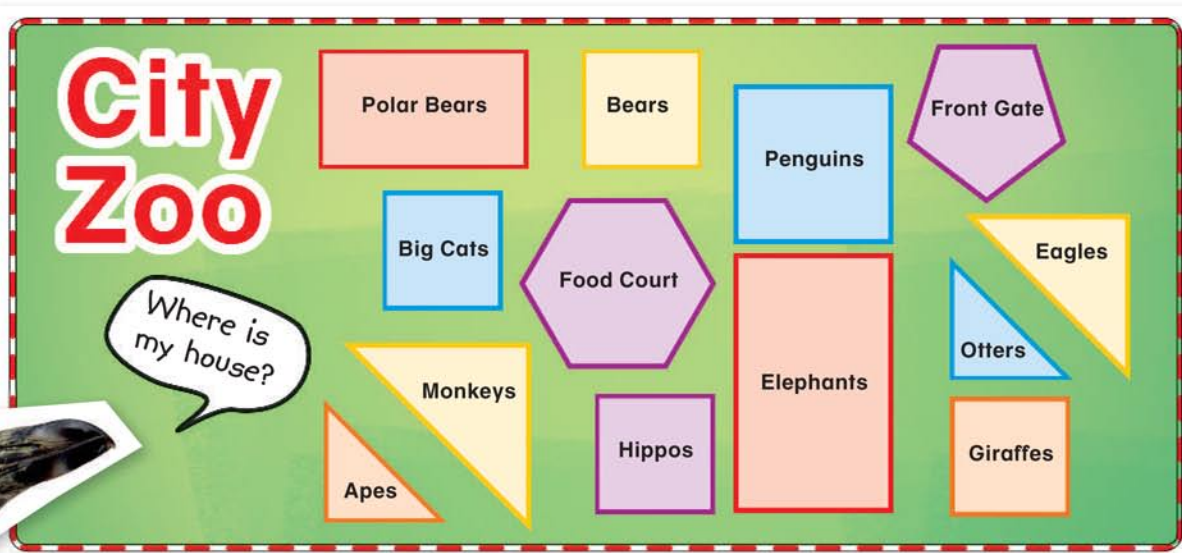 City
Zoo
Polar Bears
Bears
Penguins
Front Gate
Big Cats
Food Court
Eagles
Where is
my house?
Otters
Monkeys
Elephants
Hippos
Giraffes
Apes